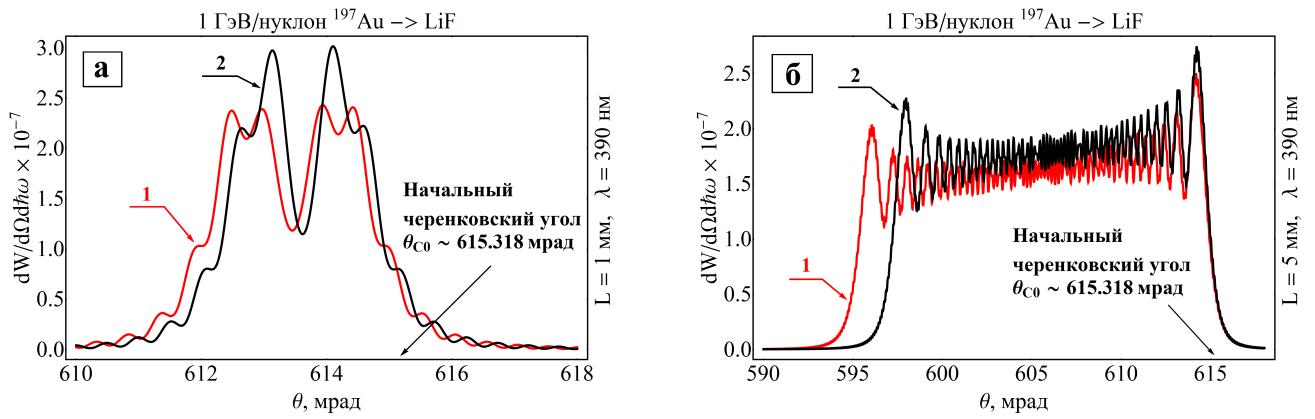 1 ГэВ/нуклон ¹⁹⁷Au −> LiF
а
2
1
Начальный
черенковский угол
θC0 ~ 615.318 мрад
dW/dΩdħω × 10⁻⁷
3.0
2.5
2.0
1.5
1.0
0.5
0.0
610
612
614
616
618
θ, мрад
L = 1 мм, λ = 390 нм
1 ГэВ/нуклон ¹⁹⁷Au −> LiF
б
2
1
Начальный
черенковский угол
θC0 ~ 615.318 мрад
dW/dΩdħω × 10⁻⁷
2.5
2.0
1.5
1.0
0.5
0.0
590
595
600
605
610
615
θ, мрад
L = 5 мм, λ = 390 нм